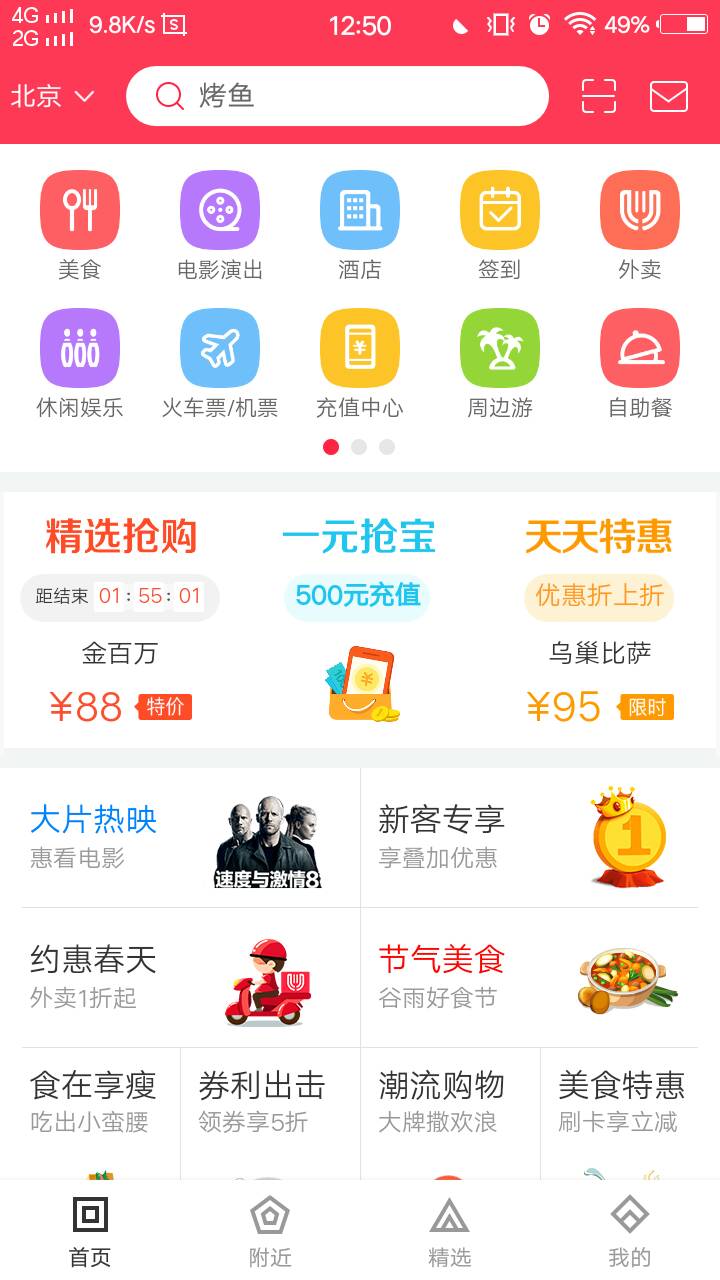 4G 9.8K/s S 12:50 49%
2G
北京 烤鱼
美食 电影演出 酒店 签到 外卖
¥
休闲娱乐 火车票/机票 充值中心 周边游 自助餐
精选抢购 一元抢宝 天天特惠
距结束 01 : 55 : 01 500元充值 优惠折上折
金百万 乌巢比萨
¥88 特价 ¥ ¥95 限时
大片热映 新客专享
惠看电影 享叠加优惠
1
速度与激情8
约惠春天 节气美食
外卖1折起 谷雨好食节
食在享瘦 券利出击 潮流购物 美食特惠
吃出小蛮腰 领券享5折 大牌撒欢浪 刷卡享立减
首页 附近 精选 我的